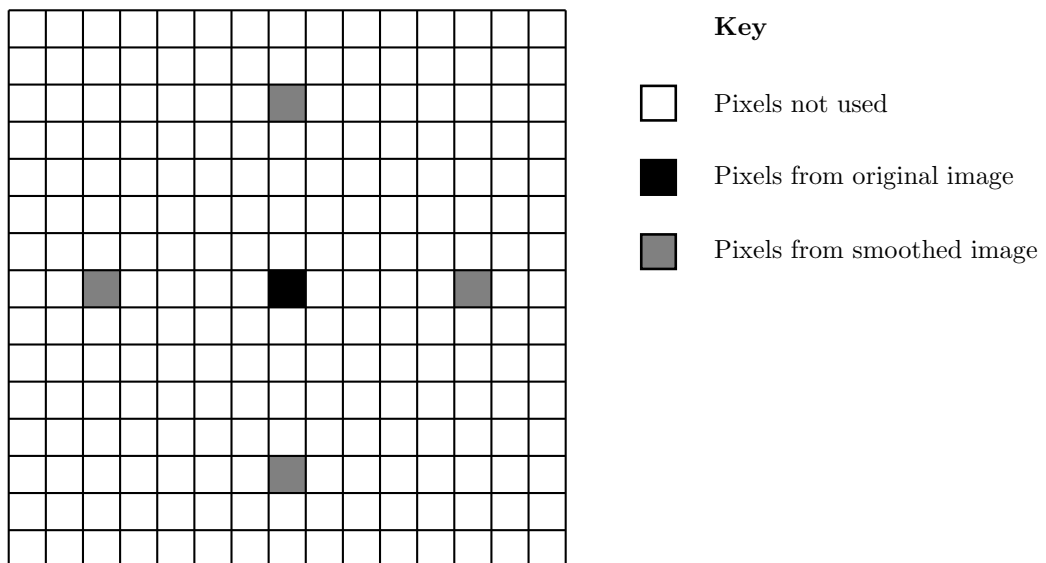 Key
Pixels not used
Pixels from original image
Pixels from smoothed image